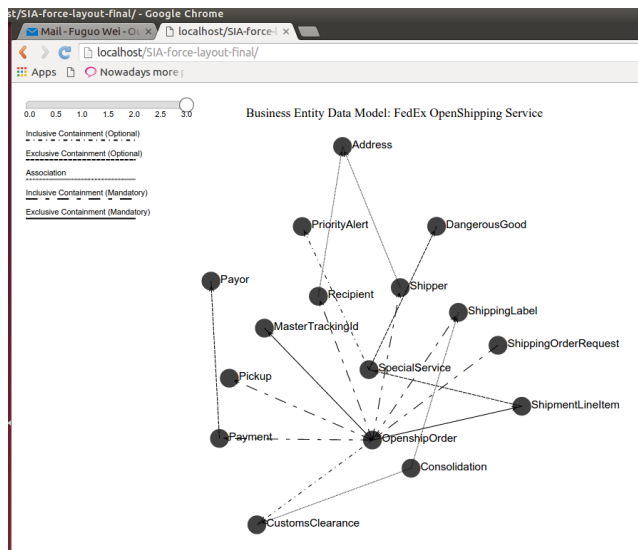 st/SIA-force-layout-final/ - Google Chrome
Mail - Fuguo Wei - Ou × localhost/SIA-force-layou ×
localhost/SIA-force-layout-final/
Apps Nowadays more
0.0 0.5 1.0 1.5 2.0 2.5 3.0
Business Entity Data Model: FedEx OpenShipping Service
Inclusive Containment (Optional)
Exclusive Containment (Optional)
Association
Inclusive Containment (Mandatory)
Exclusive Containment (Mandatory)
Address
PriorityAlert
DangerousGood
Payor
Recipient
Shipper
ShippingLabel
MasterTrackingId
ShippingOrderRequest
Pickup
SpecialService
ShipmentLineItem
Payment
OpenshipOrder
Consolidation
CustomsClearance